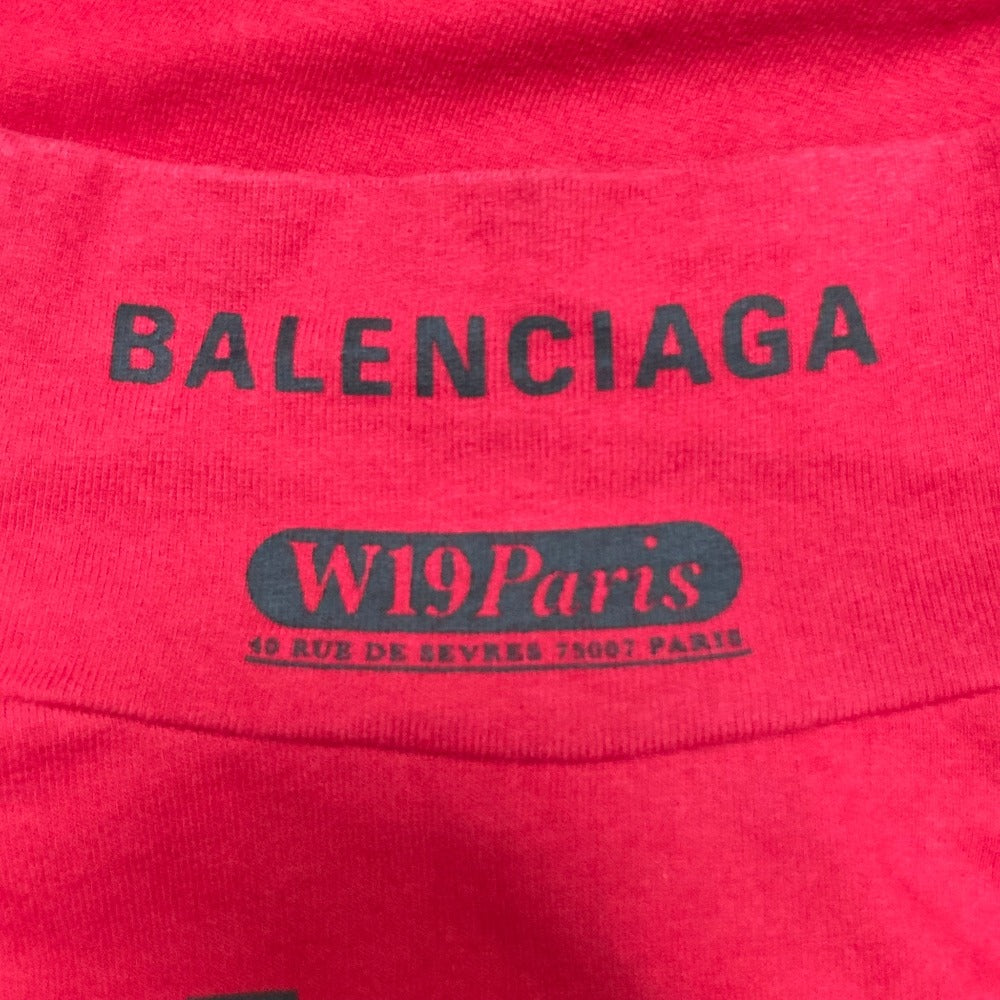 BALENCIAGA
W19Paris
40 RUE DE SEVRES 75007 PARIS